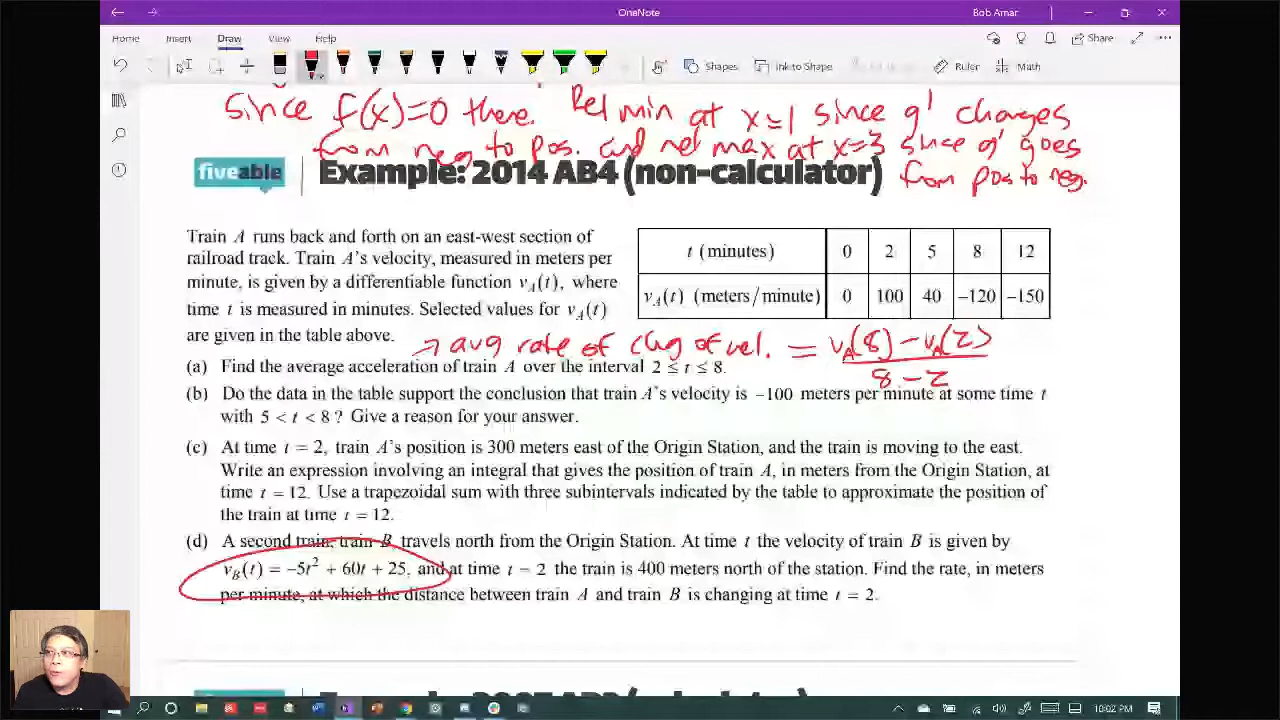 OneNote
Bob Amar
Home Insert Draw View Help
Share
Shapes Ink to Shape Ruler Math
since f(x)=0 there. Rel min at x=1 since g' changes
from neg to pos. and rel max at x=3 since g' goes
from pos to neg.
fiveable
Example: 2014 AB4 (non-calculator)
Train A runs back and forth on an east-west section of
railroad track. Train A's velocity, measured in meters per
minute, is given by a differentiable function v_A(t), where
time t is measured in minutes. Selected values for v_A(t)
are given in the table above.
t (minutes) 0 2 5 8 12
v_A(t) (meters/minute) 0 100 40 −120 −150
→ avg rate of chg of vel. = v_A(8) − v_A(2) / 8 − 2
(a) Find the average acceleration of train A over the interval 2 ≤ t ≤ 8.
(b) Do the data in the table support the conclusion that train A's velocity is −100 meters per minute at some time t
with 5 < t < 8? Give a reason for your answer.
(c) At time t = 2, train A's position is 300 meters east of the Origin Station, and the train is moving to the east.
Write an expression involving an integral that gives the position of train A, in meters from the Origin Station, at
time t = 12. Use a trapezoidal sum with three subintervals indicated by the table to approximate the position of
the train at time t = 12.
(d) A second train, train B, travels north from the Origin Station. At time t the velocity of train B is given by
v_B(t) = −5t² + 60t + 25, and at time t = 2 the train is 400 meters north of the station. Find the rate, in meters
per minute, at which the distance between train A and train B is changing at time t = 2.
10:02 PM